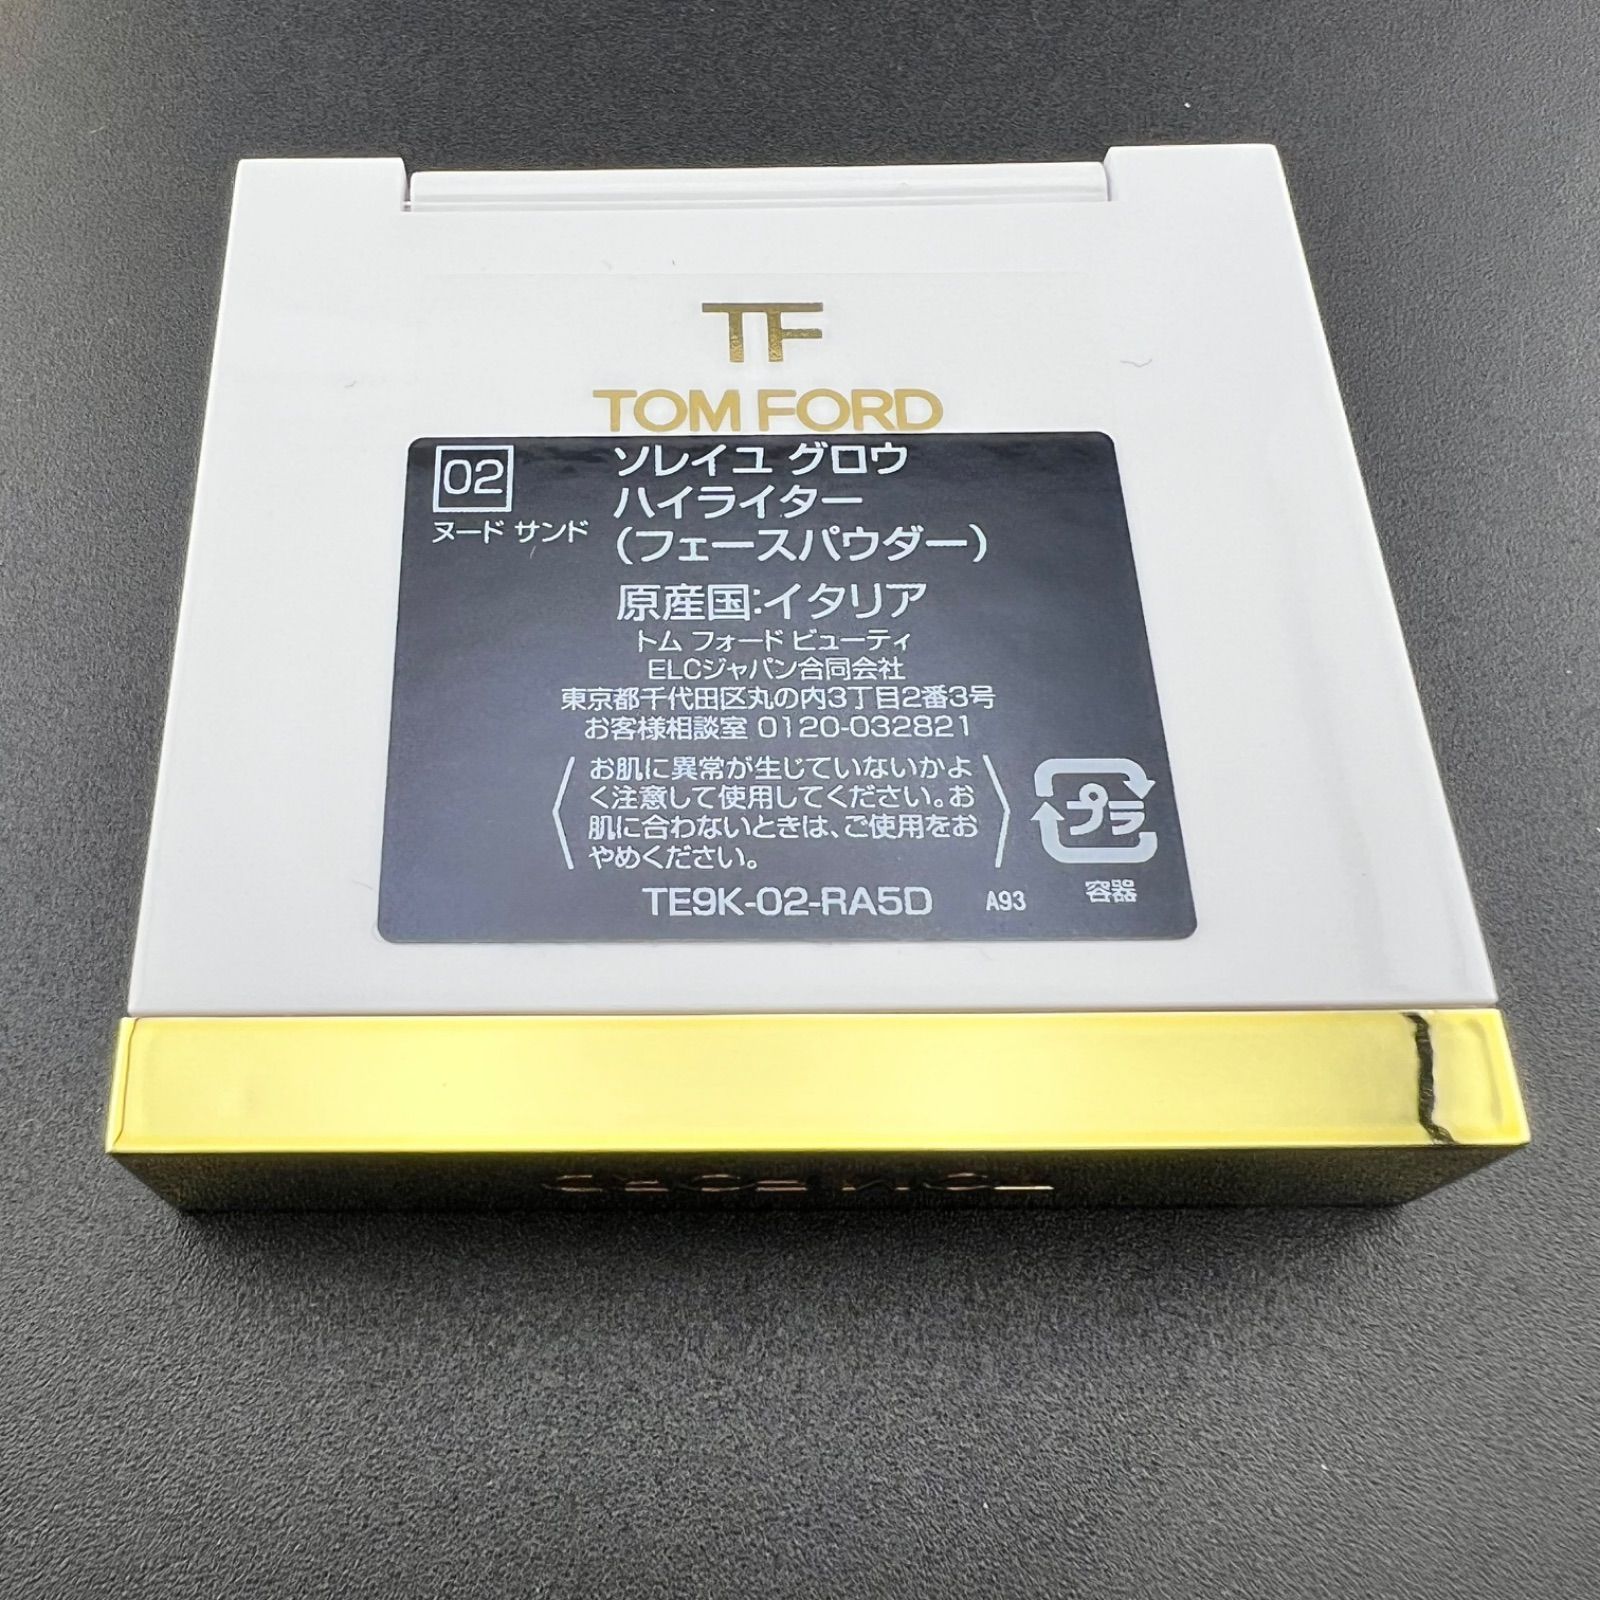 TF
TOM FORD
02
ヌード サンド
ソレイユ グロウ
ハイライター
(フェースパウダー)
原産国:イタリア
トム フォード ビューティ
ELCジャパン合同会社
東京都千代田区丸の内3丁目2番3号
お客様相談室 0120-032821
お肌に異常が生じていないかよ
く注意して使用してください。お
肌に合わないときは、ご使用をお
やめください。
プラ
容器
TE9K-02-RA5D
A93
TOM FORD